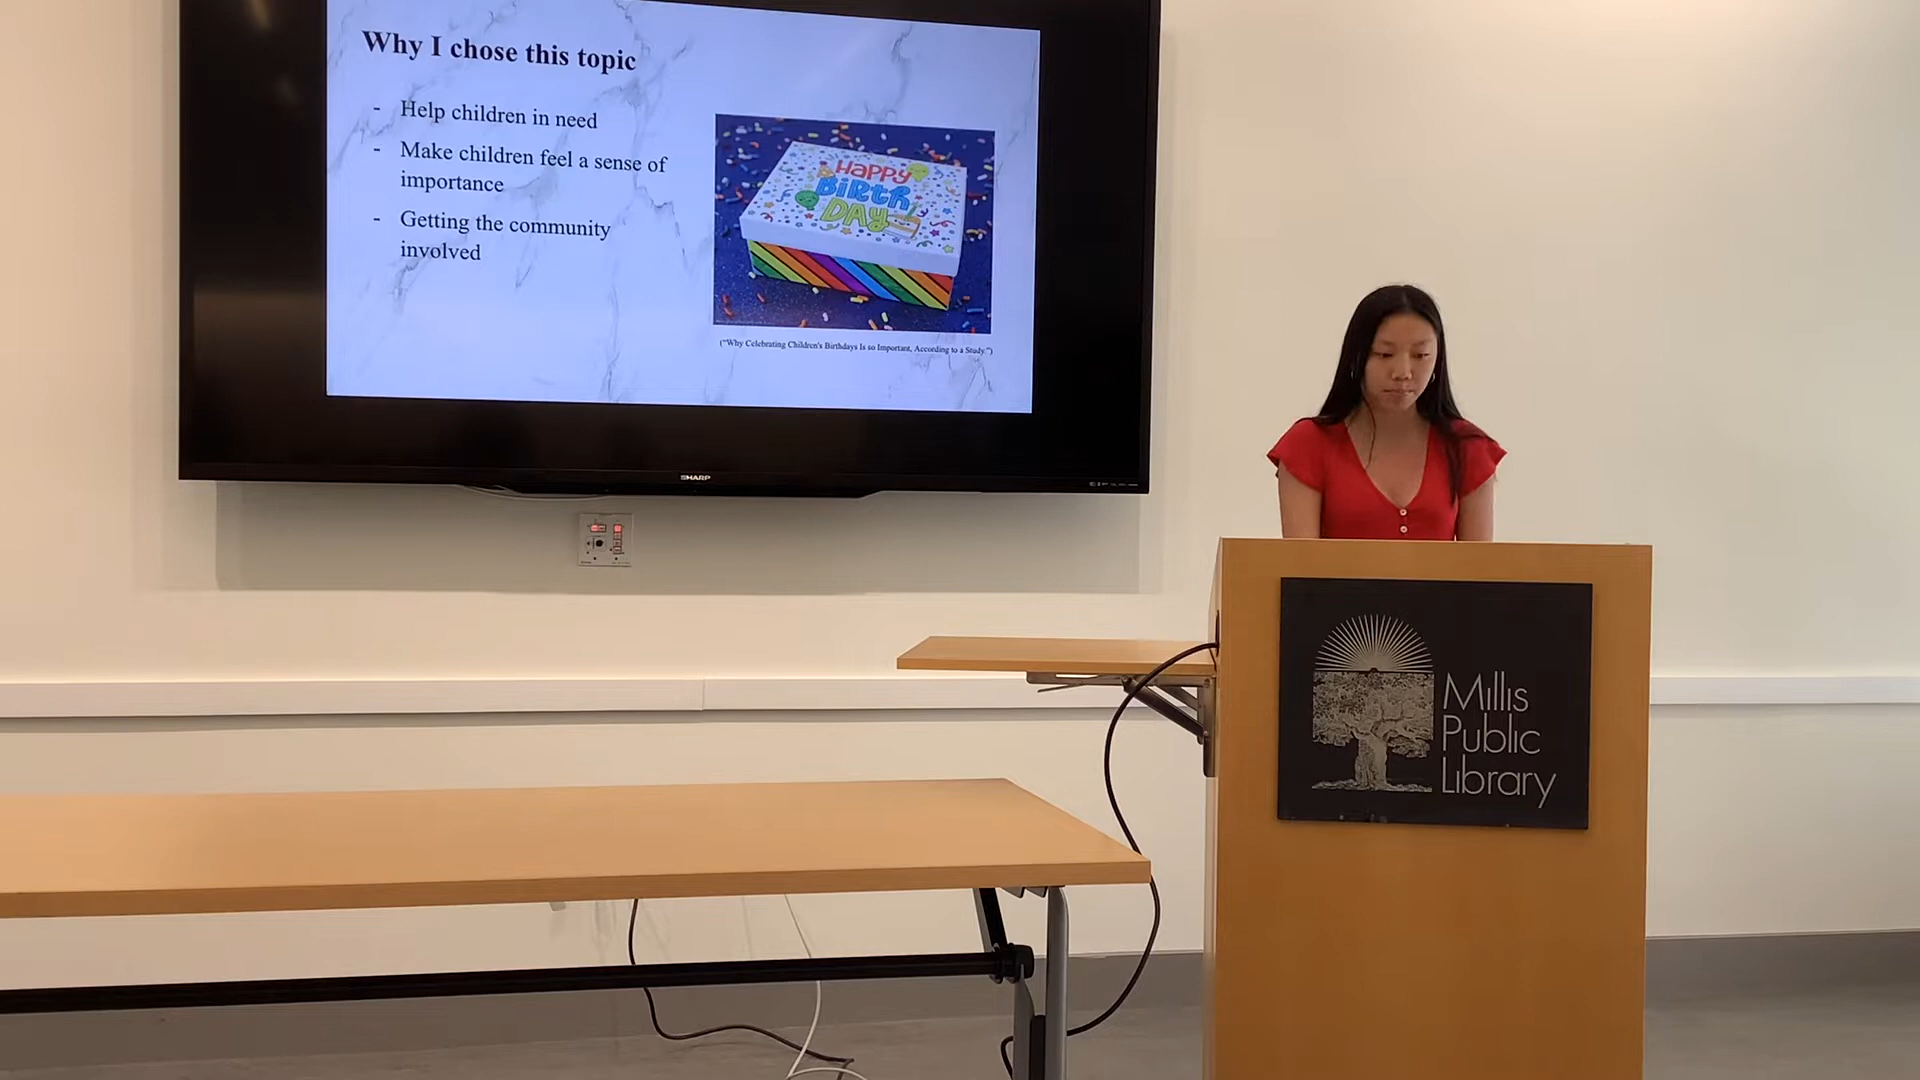 Why I chose this topic
- Help children in need
- Make children feel a sense of
importance
- Getting the community
involved
HAPPY
BiRth
DAY
("Why Celebrating Children's Birthdays Is so Important, According to a Study.")
SHARP
Millis
Public
Library